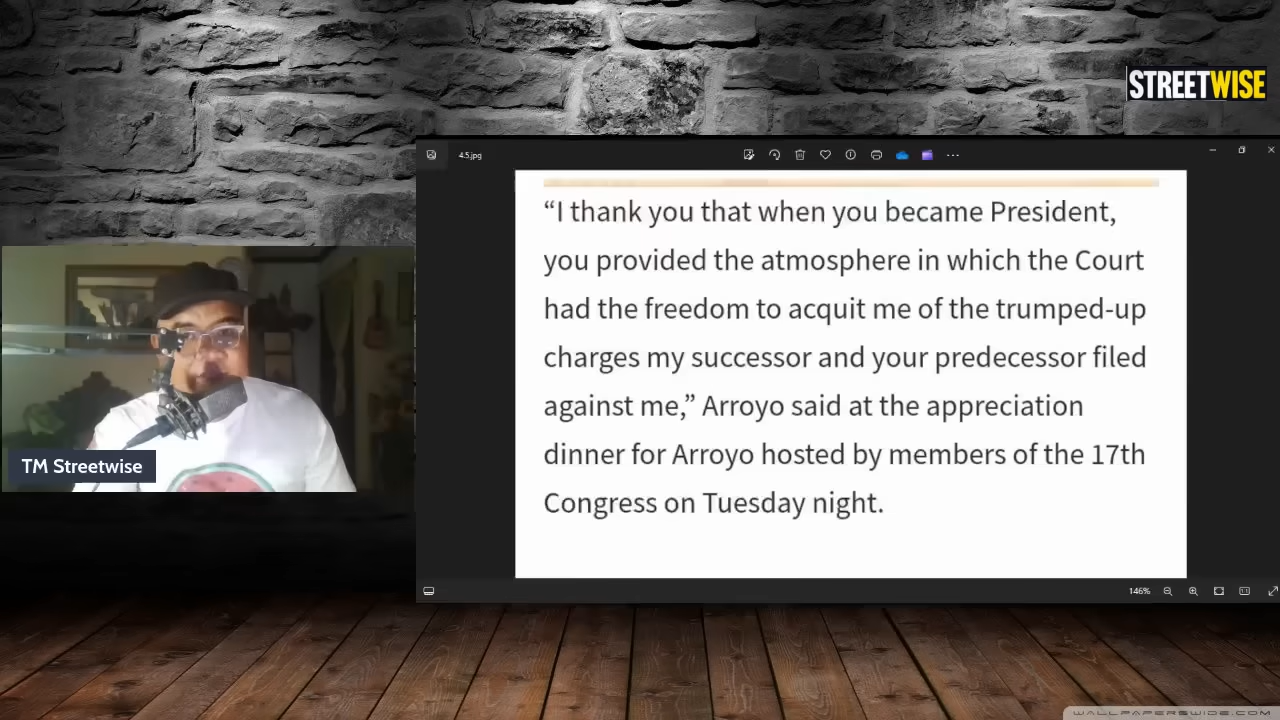 STREETWISE
4.5.jpg
“I thank you that when you became President,
you provided the atmosphere in which the Court
had the freedom to acquit me of the trumped-up
charges my successor and your predecessor filed
against me,” Arroyo said at the appreciation
dinner for Arroyo hosted by members of the 17th
Congress on Tuesday night.
TM Streetwise
146%
WALLPAPERSWIDE.COM